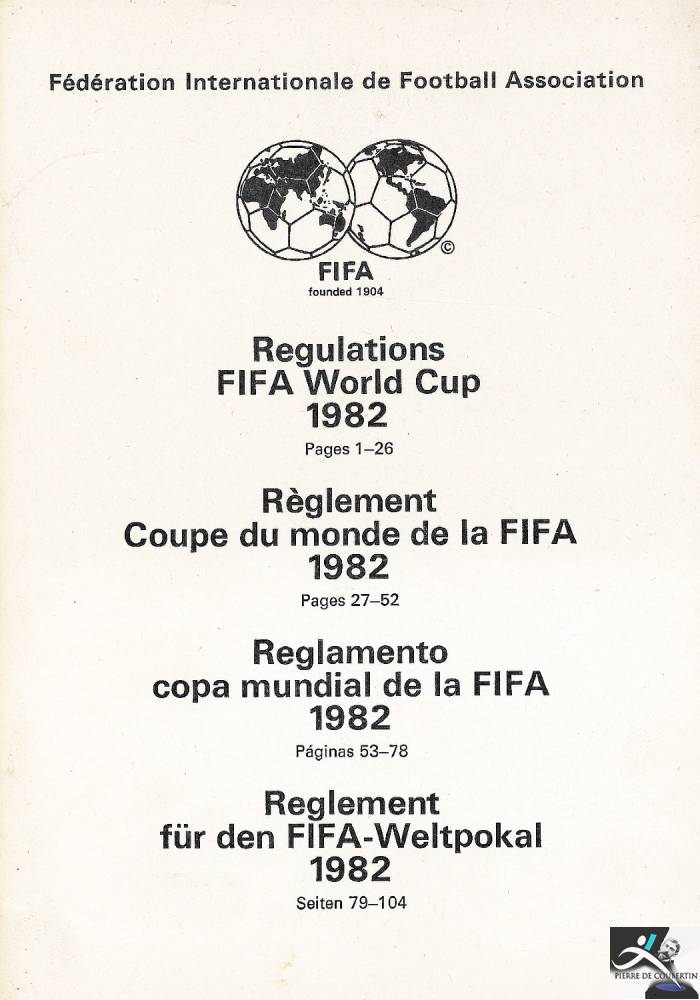 Fédération Internationale de Football Association
©
FIFA
founded 1904
Regulations
FIFA World Cup
1982
Pages 1–26
Règlement
Coupe du monde de la FIFA
1982
Pages 27–52
Reglamento
copa mundial de la FIFA
1982
Páginas 53–78
Reglement
für den FIFA-Weltpokal
1982
Seiten 79–104
PIERRE DE COUBERTIN